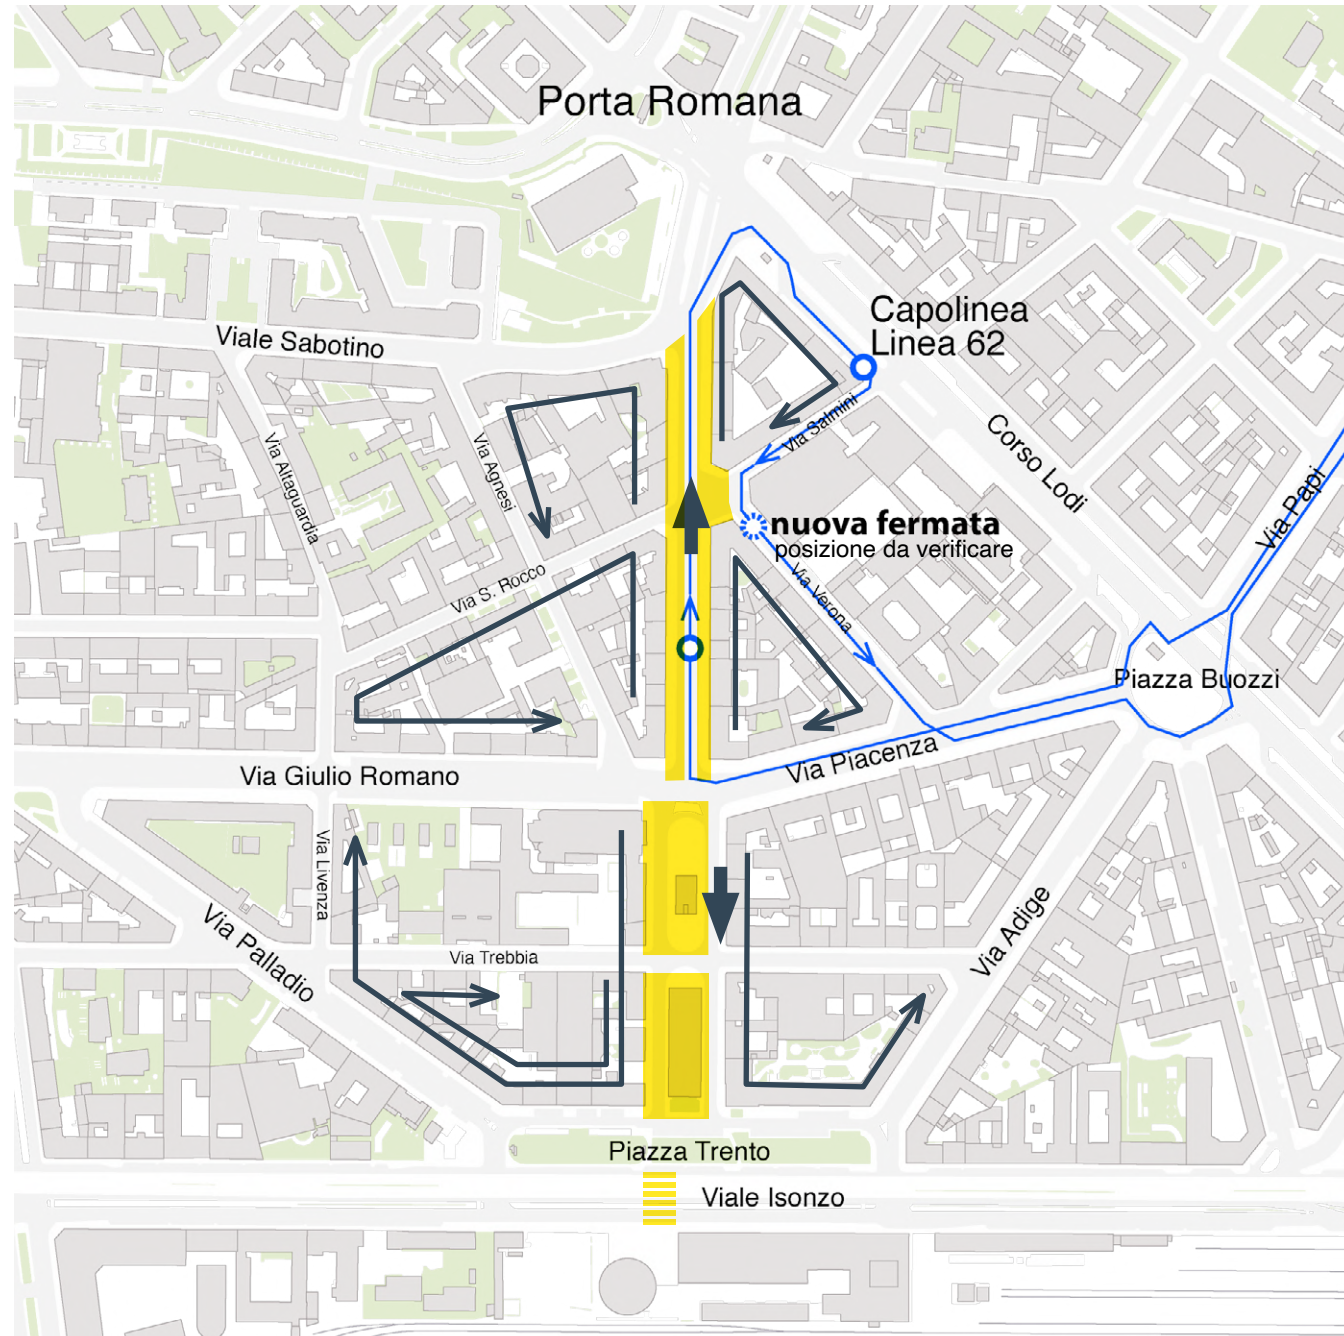 Porta Romana
Capolinea
Linea 62
Viale Sabotino
Via Salmini
Corso Lodi
Via Altaguardia
Via Agnesi
Via Papi
nuova fermata
posizione da verificare
Via S. Rocco
Via Verona
Piazza Buozzi
Via Giulio Romano
Via Piacenza
Via Livenza
Via Palladio
Via Trebbia
Via Adige
Piazza Trento
Viale Isonzo